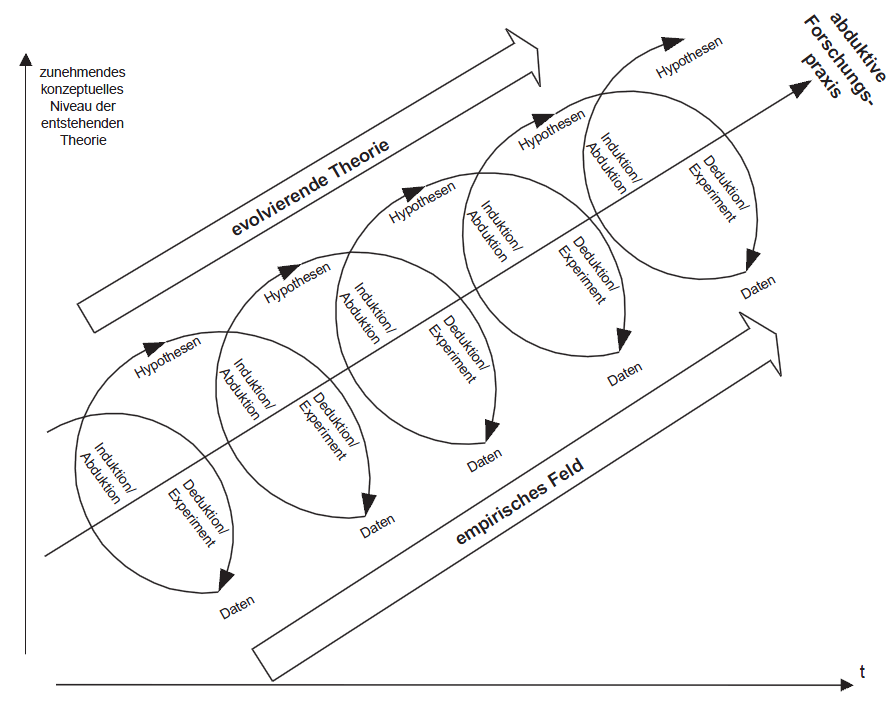 zunehmendes
konzeptuelles
Niveau der
entstehenden
Theorie
evolvierende Theorie
abduktive
Forschungs-
praxis
Hypothesen
Induktion/
Abduktion
Deduktion/
Experiment
Daten
Hypothesen
Induktion/
Abduktion
Deduktion/
Experiment
Daten
Hypothesen
Induktion/
Abduktion
Deduktion/
Experiment
Daten
Hypothesen
Induktion/
Abduktion
Deduktion/
Experiment
Daten
Hypothesen
Induktion/
Abduktion
Deduktion/
Experiment
Daten
empirisches Feld
t